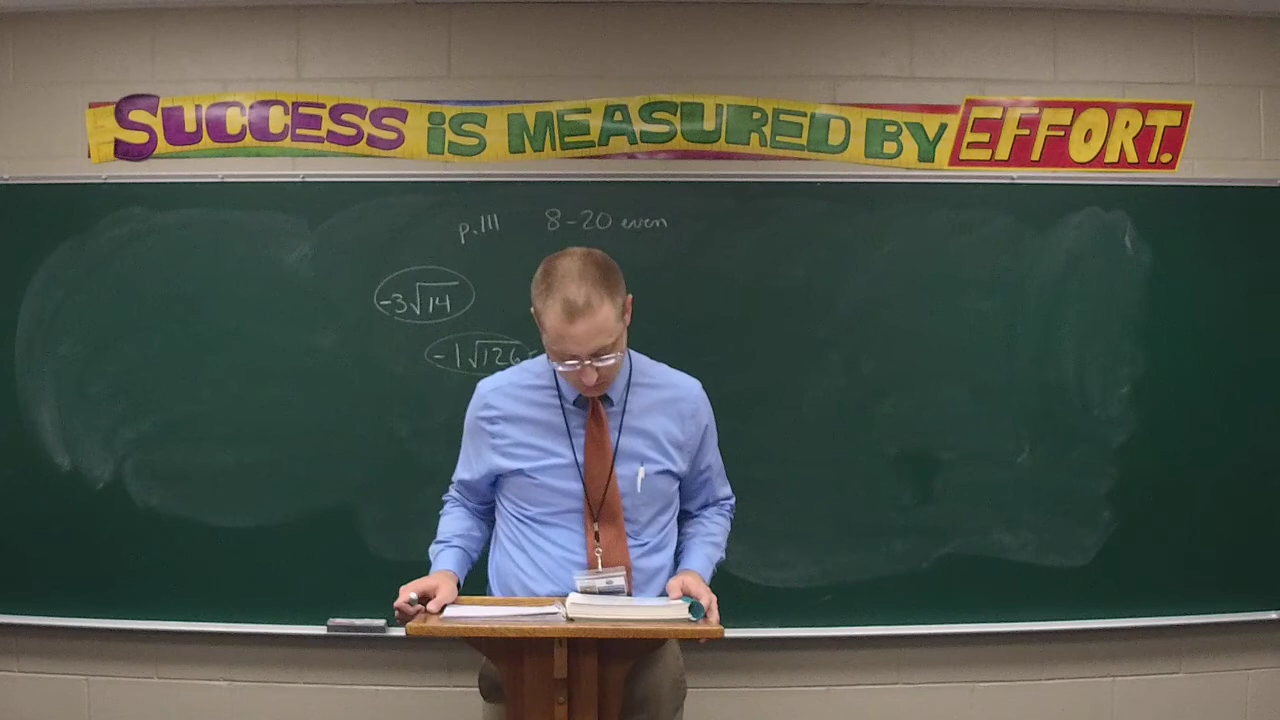 SUCCESS iS MEASURED BY EFFORT.
p.111 8-20 even
-3√14
-1√126